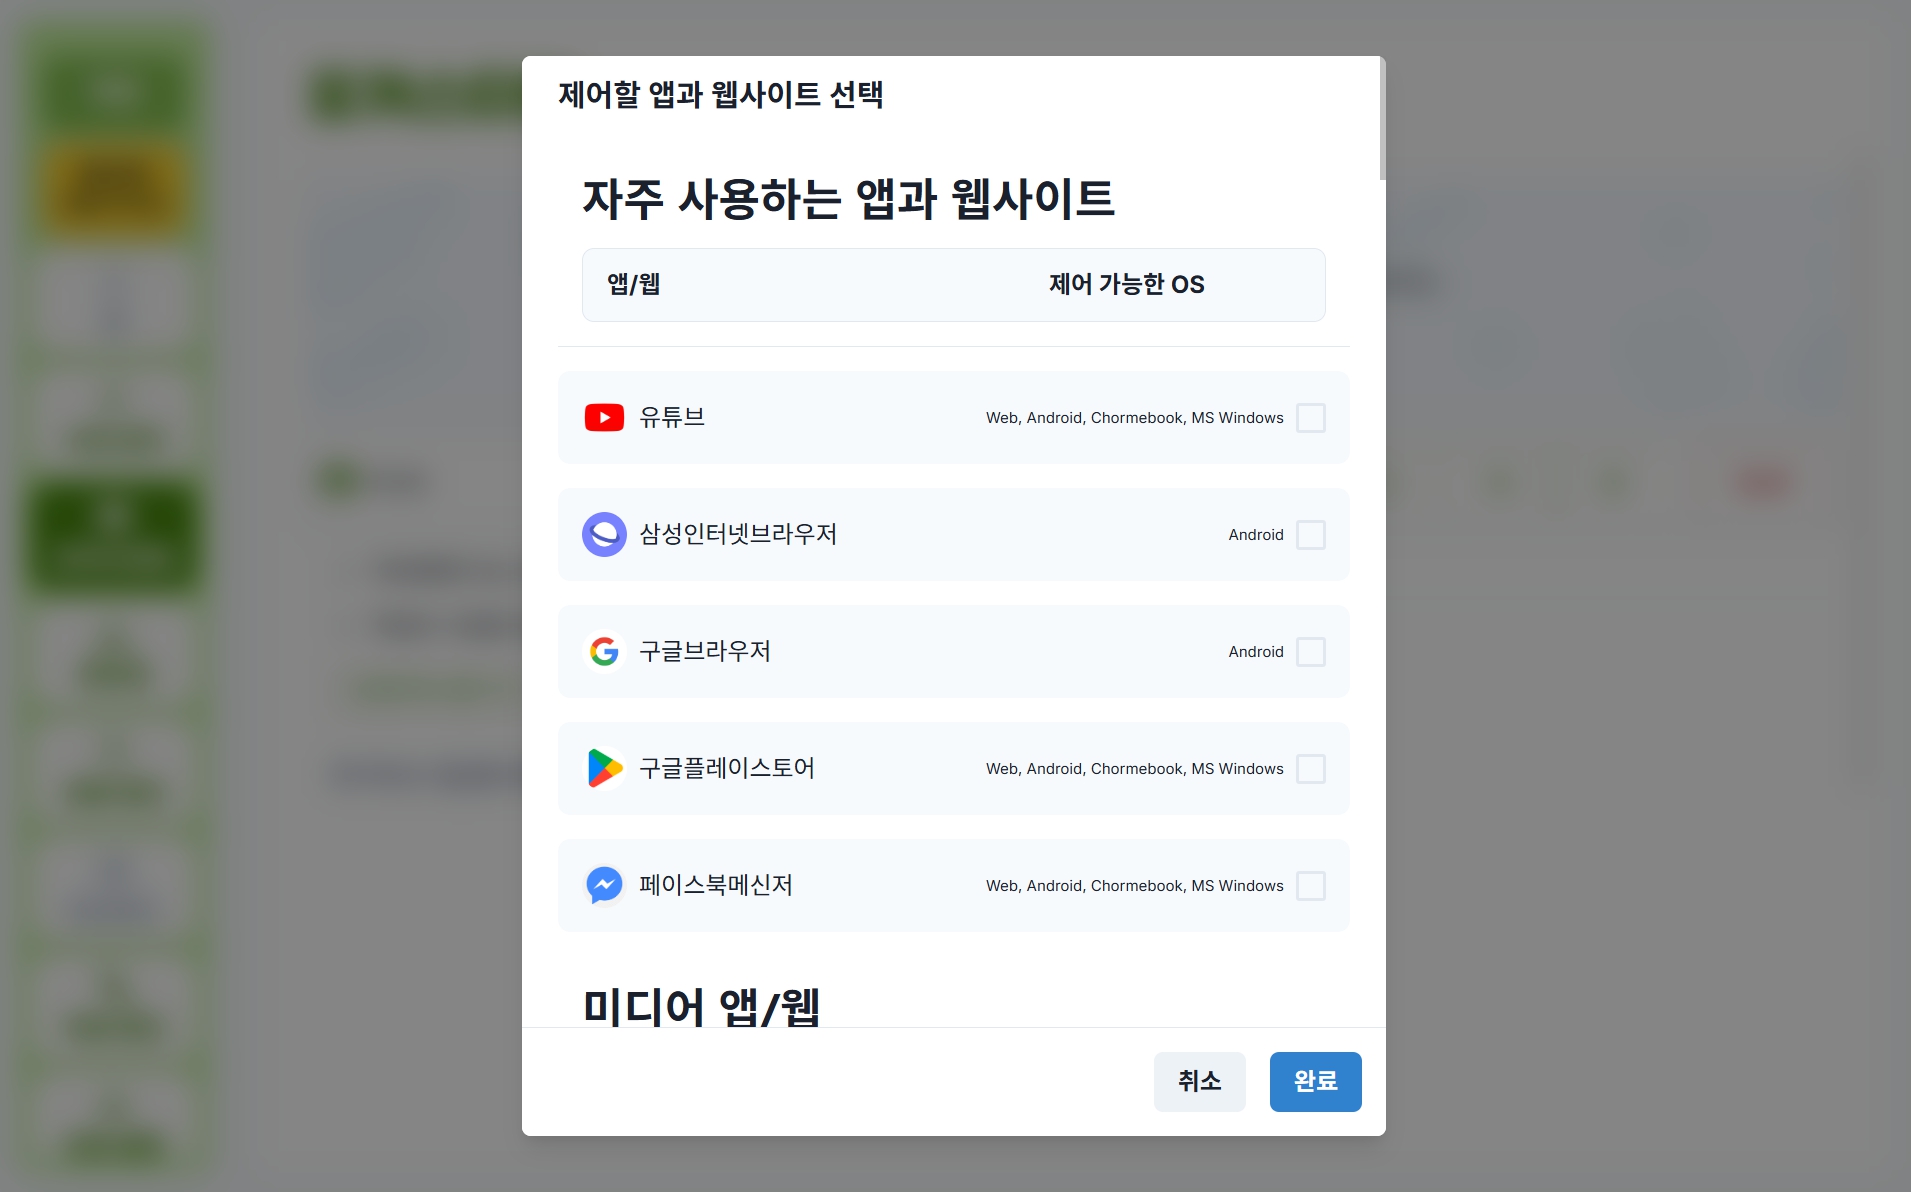 제어할 앱과 웹사이트 선택
자주 사용하는 앱과 웹사이트
앱/웹 제어 가능한 OS
유튜브 Web, Android, Chormebook, MS Windows
삼성인터넷브라우저 Android
구글브라우저 Android
구글플레이스토어 Web, Android, Chormebook, MS Windows
페이스북메신저 Web, Android, Chormebook, MS Windows
미디어 앱/웹
취소 완료